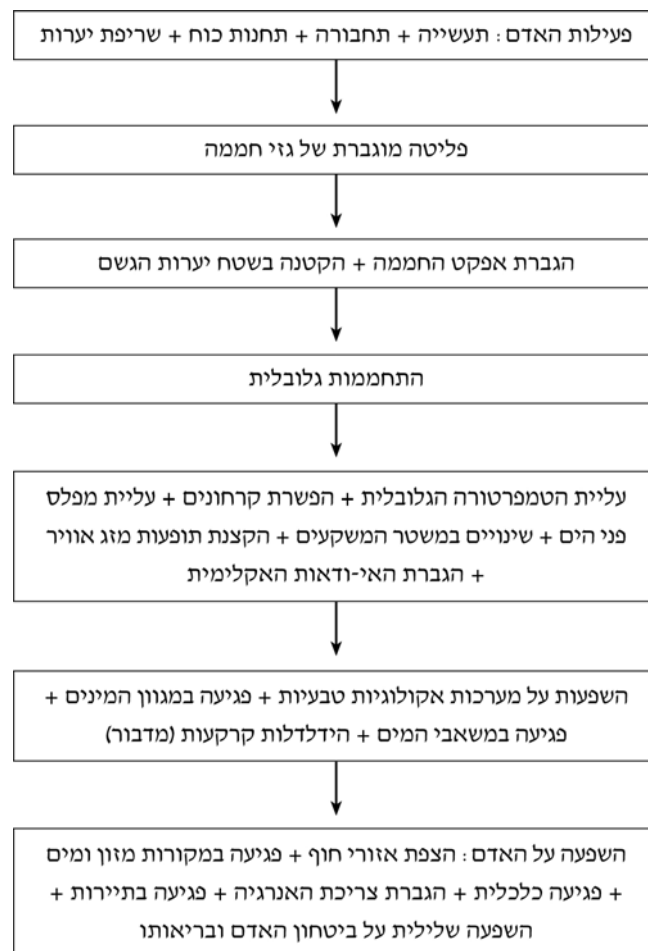 פעילות האדם: תעשייה + תחבורה + תחנות כוח + שריפת יערות
פליטה מוגברת של גזי חממה
הגברת אפקט החממה + הקטנה בשטח יערות הגשם
התחממות גלובלית
עליית הטמפרטורה הגלובלית + הפשרת קרחונים + עליית מפלס
פני הים + שינויים במשטר המשקעים + הקצנת תופעות מזג אוויר
+ הגברת האי-ודאות האקלימית
השפעות על מערכות אקולוגיות טבעיות + פגיעה במגוון המינים +
פגיעה במשאבי המים + הידלדלות קרקעות (מדבור)
השפעה על האדם: הצפת אזורי חוף + פגיעה במקורות מזון ומים
+ פגיעה כלכלית + הגברת צריכת האנרגיה + פגיעה בתיירות +
השפעה שלילית על ביטחון האדם ובריאותו